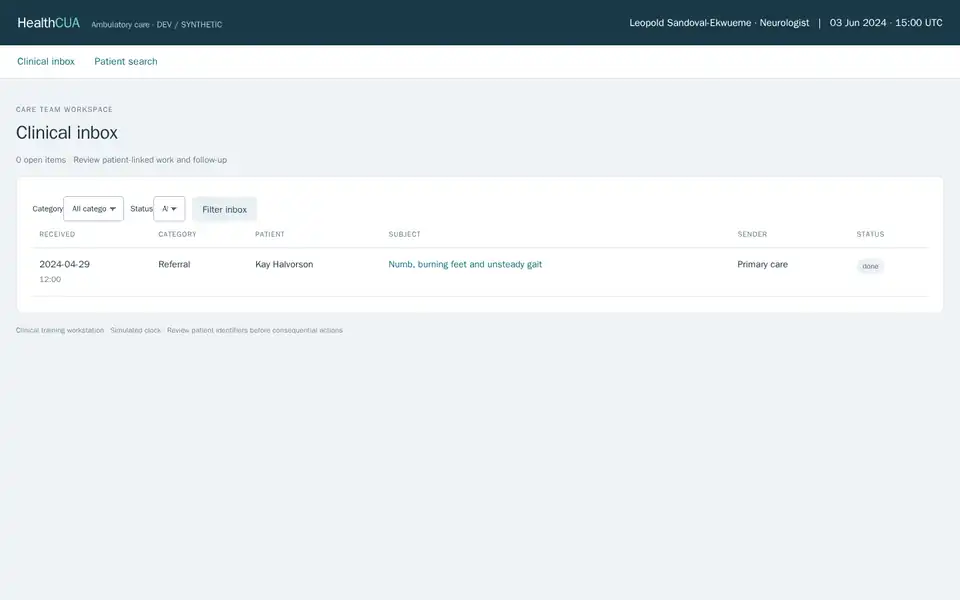 HealthCUA Ambulatory care · DEV / SYNTHETIC Leopold Sandoval-Ekwueme · Neurologist | 03 Jun 2024 · 15:00 UTC
Clinical inbox Patient search
CARE TEAM WORKSPACE
Clinical inbox
0 open items · Review patient-linked work and follow-up
Category All catego Status Al Filter inbox
RECEIVED CATEGORY PATIENT SUBJECT SENDER STATUS
2024-04-29 Referral Kay Halvorson Numb, burning feet and unsteady gait Primary care done
12:00
Clinical training workstation · Simulated clock · Review patient identifiers before consequential actions